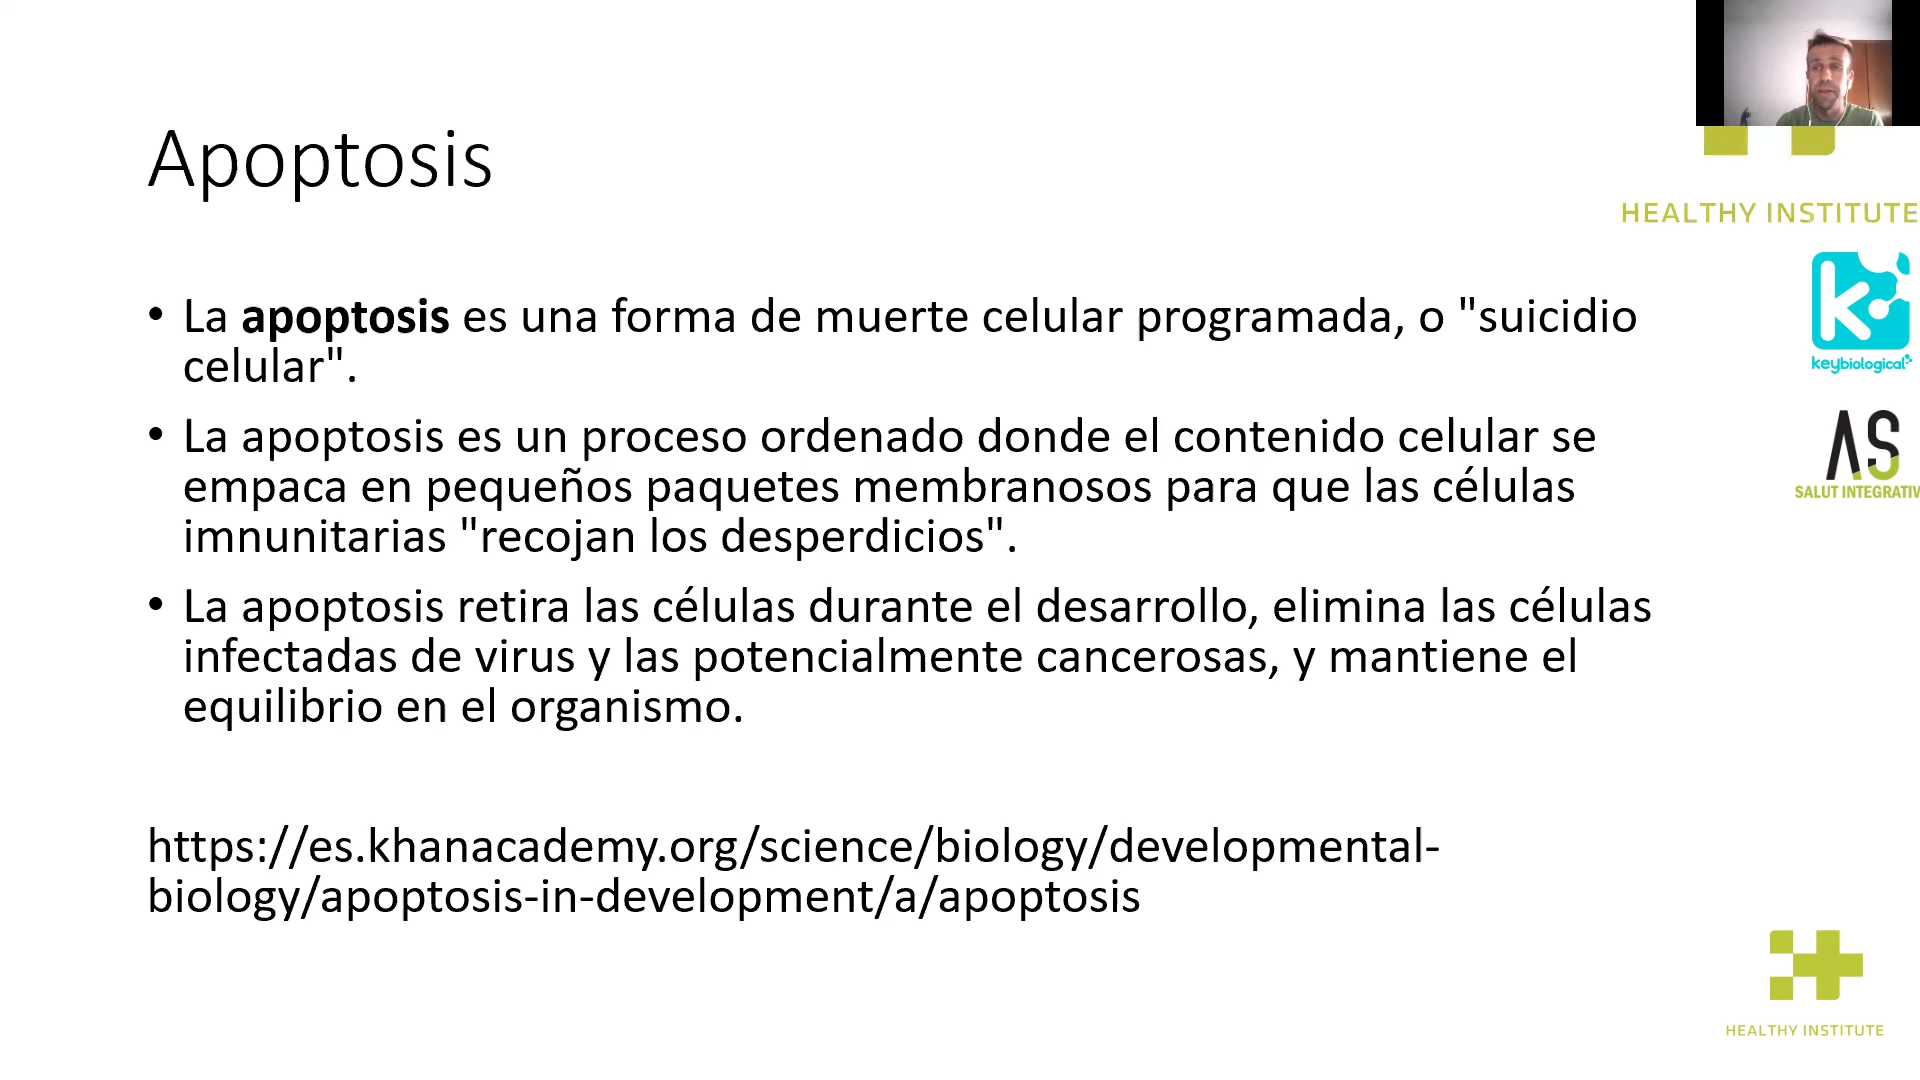 Apoptosis
HEALTHY INSTITUTE
• La apoptosis es una forma de muerte celular programada, o "suicidio
celular".
keybiological
• La apoptosis es un proceso ordenado donde el contenido celular se
empaca en pequeños paquetes membranosos para que las células
imnunitarias "recojan los desperdicios".
AS
SALUT INTEGRATIV
• La apoptosis retira las células durante el desarrollo, elimina las células
infectadas de virus y las potencialmente cancerosas, y mantiene el
equilibrio en el organismo.
https://es.khanacademy.org/science/biology/developmental-
biology/apoptosis-in-development/a/apoptosis
HEALTHY INSTITUTE